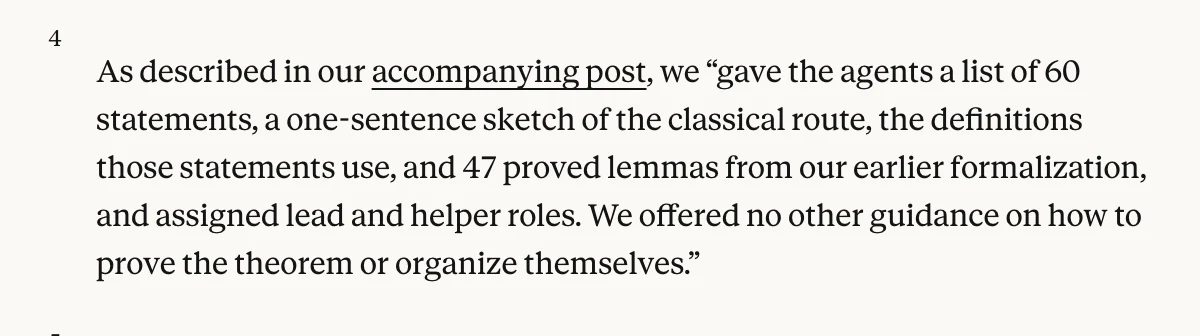 4
As described in our accompanying post, we “gave the agents a list of 60
statements, a one-sentence sketch of the classical route, the definitions
those statements use, and 47 proved lemmas from our earlier formalization,
and assigned lead and helper roles. We offered no other guidance on how to
prove the theorem or organize themselves.”